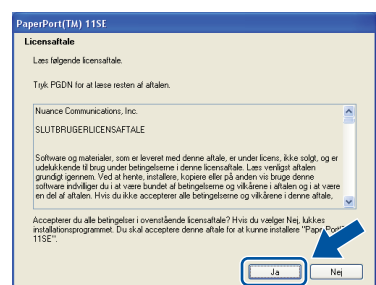 PaperPort(TM) 11SE
Licensaftale
Læs følgende licensaftale.
Tryk PGDN for at læse resten af aftalen.
Nuance Communications, Inc.
SLUTBRUGERLICENSAFTALE
Software og materialer, som er leveret med denne aftale, er under licens, ikke solgt, og er
udelukkende til brug under betingelserne i denne licensaftale. Læs venligst aftalen
grundigt igennem. Ved at hente, installere, kopiere eller på anden vis bruge denne
software indvilliger du i at være bundet af betingelserne og vilkårene i aftalen og i at være
en del af aftalen. Hvis du ikke accepterer alle betingelser og vilkårene i denne aftale,
Accepterer du alle betingelser i ovenstående licensaftale? Hvis du vælger Nej, lukkes
installationsprogrammet. Du skal acceptere denne aftale for at kunne installere "PaperPort
11SE".
Ja
Nej